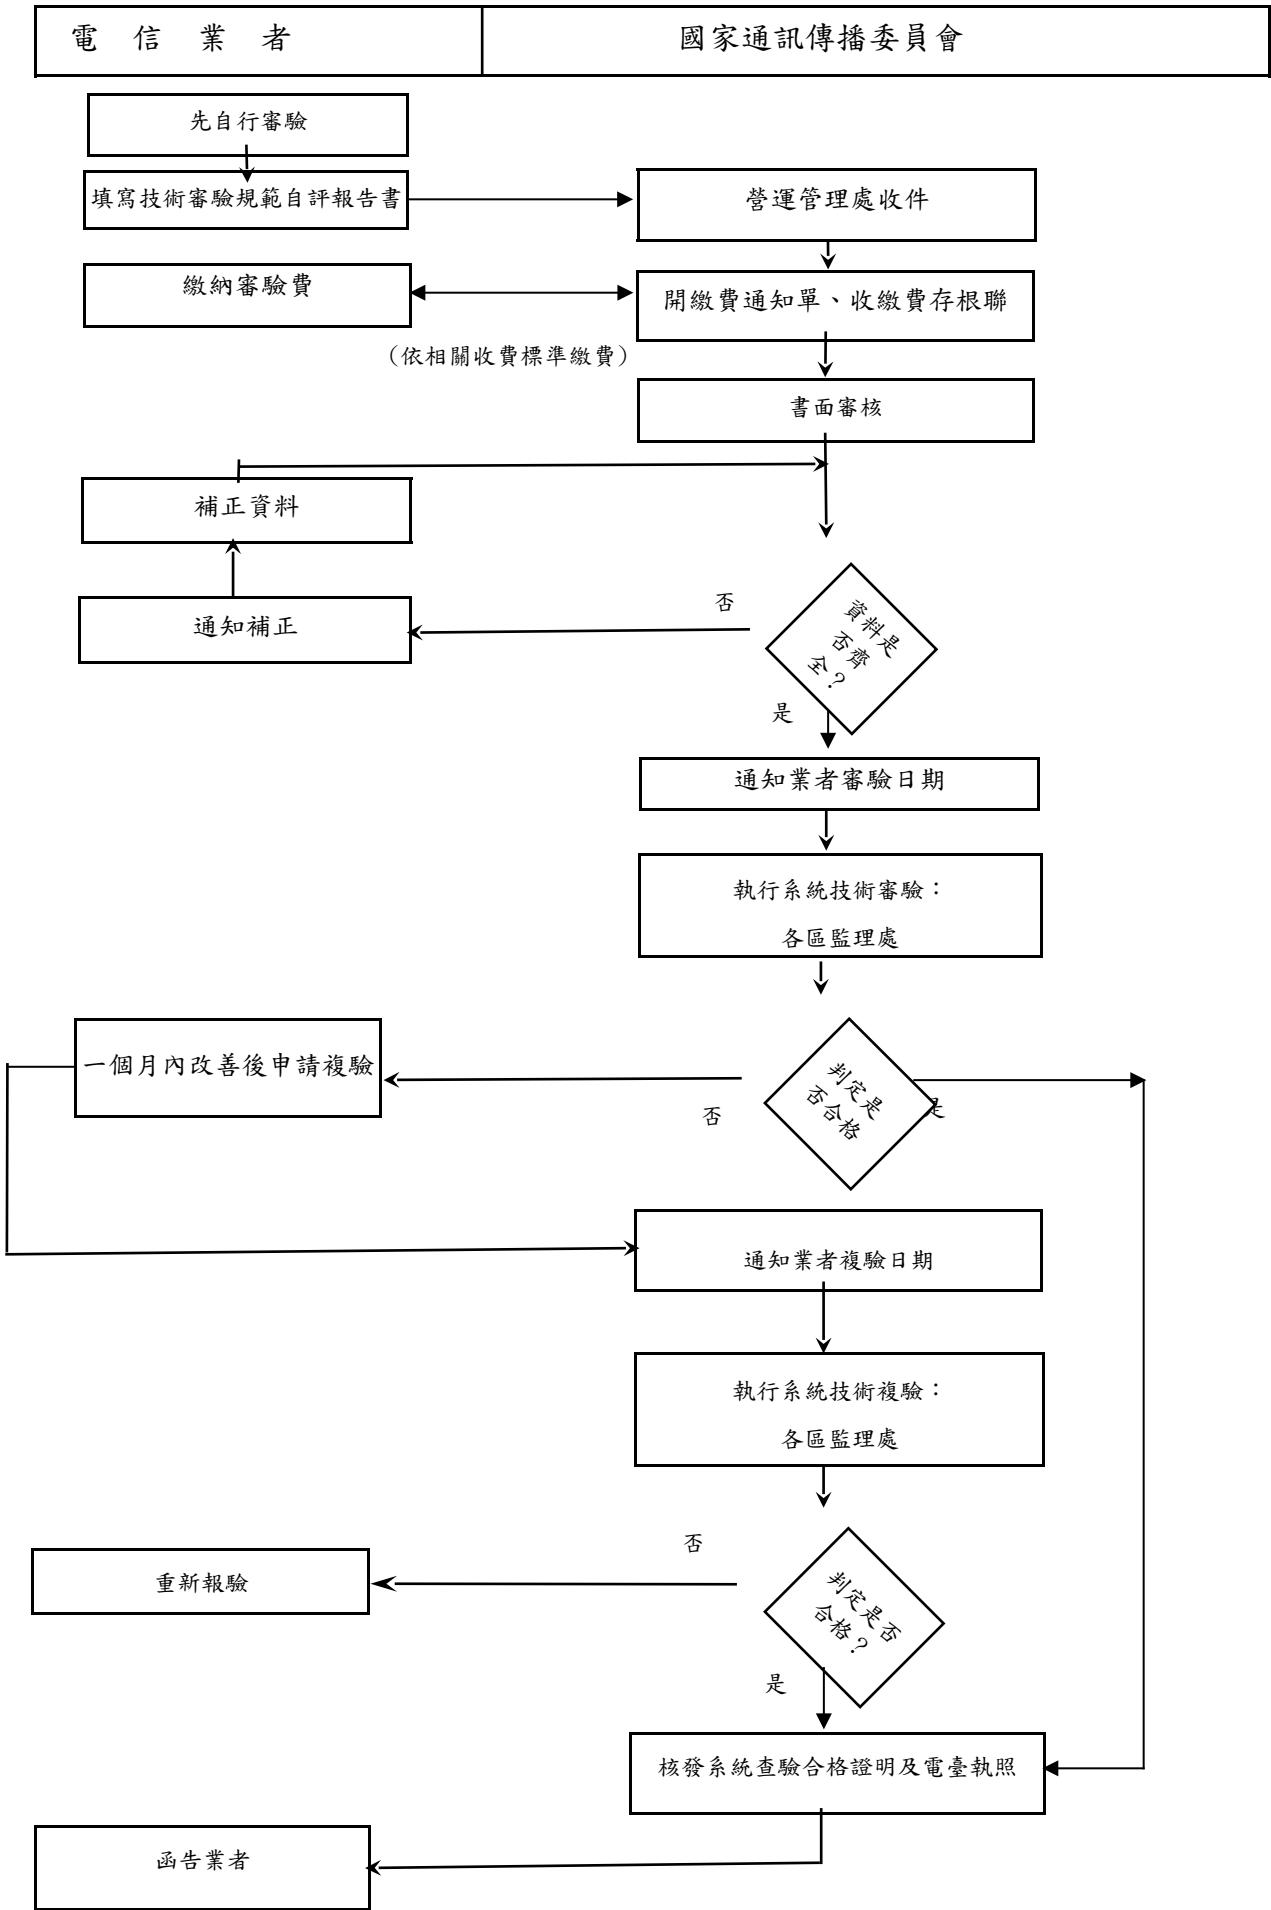 電信業者
國家通訊傳播委員會
先自行審驗
填寫技術審驗規範自評報告書
營運管理處收件
繳納審驗費
開繳費通知單、收繳費存根聯
（依相關收費標準繳費）
書面審核
補正資料
否
資料是
否齊
全？
通知補正
是
通知業者審驗日期
執行系統技術審驗：
各區監理處
一個月內改善後申請複驗
判定是
否合格
否
是
通知業者複驗日期
執行系統技術複驗：
各區監理處
否
重新報驗
判定是否
合格？
是
核發系統查驗合格證明及電臺執照
函告業者